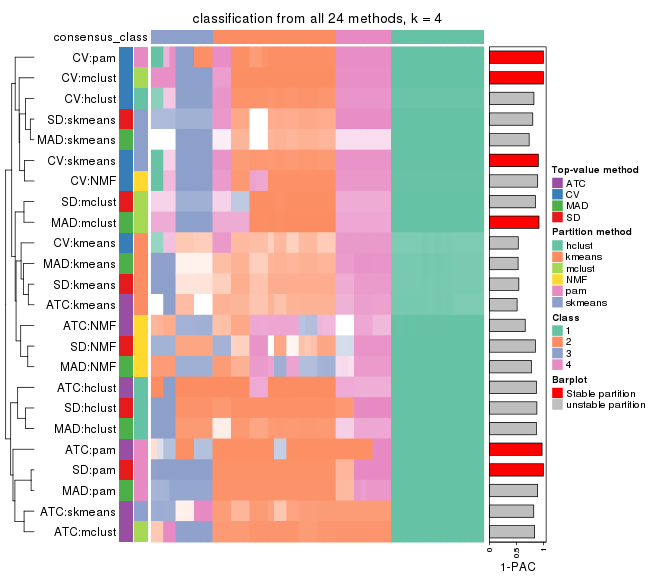 classification from all 24 methods, k = 4
consensus_class
CV:pam
CV:mclust
CV:hclust
SD:skmeans
MAD:skmeans
CV:skmeans
CV:NMF
SD:mclust
MAD:mclust
CV:kmeans
MAD:kmeans
SD:kmeans
ATC:kmeans
ATC:NMF
SD:NMF
MAD:NMF
ATC:hclust
SD:hclust
MAD:hclust
ATC:pam
SD:pam
MAD:pam
ATC:skmeans
ATC:mclust
0
0.5
1
1-PAC
Top-value method
ATC
CV
MAD
SD
Partition method
hclust
kmeans
mclust
NMF
pam
skmeans
Class
1
2
3
4
Barplot
Stable partition
unstable partition